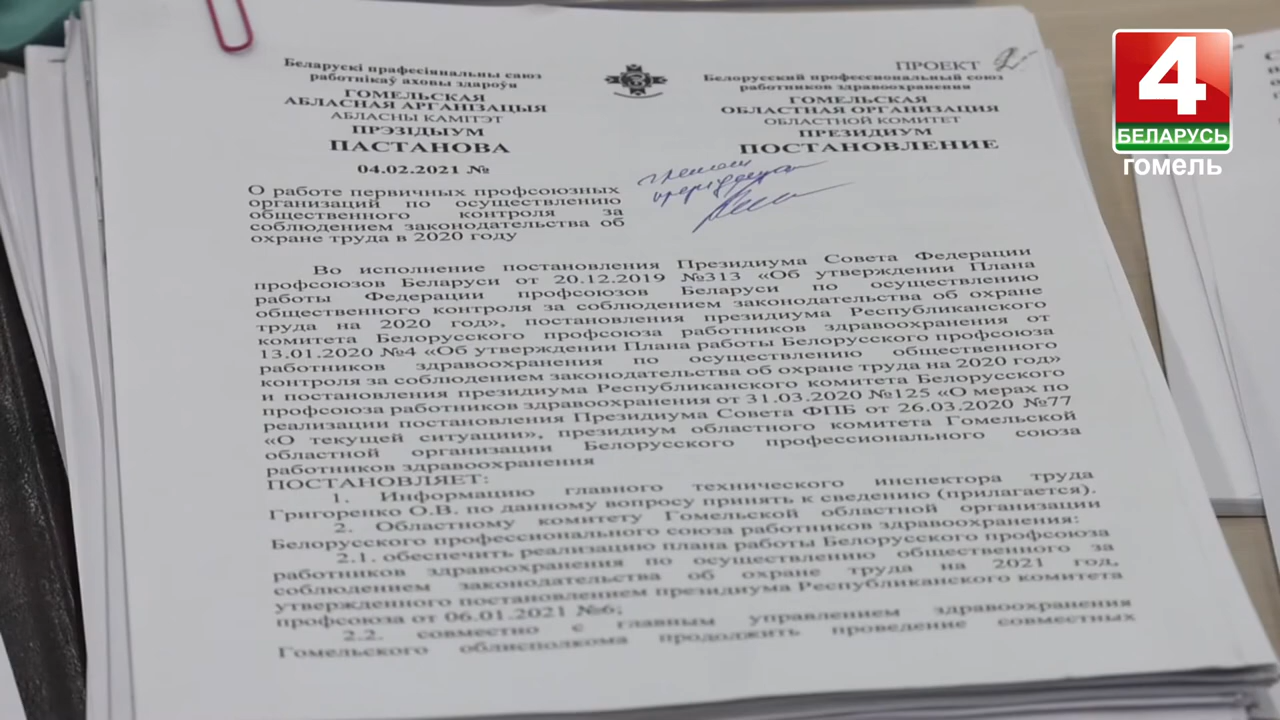 4
БЕЛАРУСЬ
гомель
Беларускі прафесіянальны саюз
работнікаў аховы здароўя
ГОМЕЛЬСКАЯ
АБЛАСНАЯ АРГАНІЗАЦЫЯ
АБЛАСНЫ КАМІТЭТ
ПРЭЗІДЫУМ
ПАСТАНОВА
04.02.2021 №
ПРОЕКТ
Белорусский профессиональный союз
работников здравоохранения
ГОМЕЛЬСКАЯ
ОБЛАСТНАЯ ОРГАНИЗАЦИЯ
ОБЛАСТНОЙ КОМИТЕТ
ПРЕЗИДИУМ
ПОСТАНОВЛЕНИЕ
О работе первичных профсоюзных
организаций по осуществлению
общественного контроля за
соблюдением законодательства об
охране труда в 2020 году
Во исполнение постановления Президиума Совета Федерации
профсоюзов Беларуси от 20.12.2019 №313 «Об утверждении Плана
работы Федерации профсоюзов Беларуси по осуществлению
общественного контроля за соблюдением законодательства об охране
труда на 2020 год», постановления президиума Республиканского
комитета Белорусского профсоюза работников здравоохранения от
13.01.2020 №4 «Об утверждении Плана работы Белорусского профсоюза
работников здравоохранения по осуществлению общественного
контроля за соблюдением законодательства об охране труда на 2020 год»
и постановления президиума Республиканского комитета Белорусского
профсоюза работников здравоохранения от 31.03.2020 №125 «О мерах по
реализации постановления Президиума Совета ФПБ от 26.03.2020 №77
«О текущей ситуации», президиум областного комитета Гомельской
областной организации Белорусского профессионального союза
работников здравоохранения
ПОСТАНОВЛЯЕТ:
1. Информацию главного технического инспектора труда
Григоренко О.В. по данному вопросу принять к сведению (прилагается).
2. Областному комитету Гомельской областной организации
Белорусского профессионального союза работников здравоохранения:
2.1. обеспечить реализацию плана работы Белорусского профсоюза
работников здравоохранения по осуществлению общественного за
соблюдением законодательства об охране труда на 2021 год,
утвержденного постановлением президиума Республиканского комитета
профсоюза от 06.01.2021 №6;
2.2. совместно с главным управлением здравоохранения
Гомельского облисполкома продолжить проведение совместных